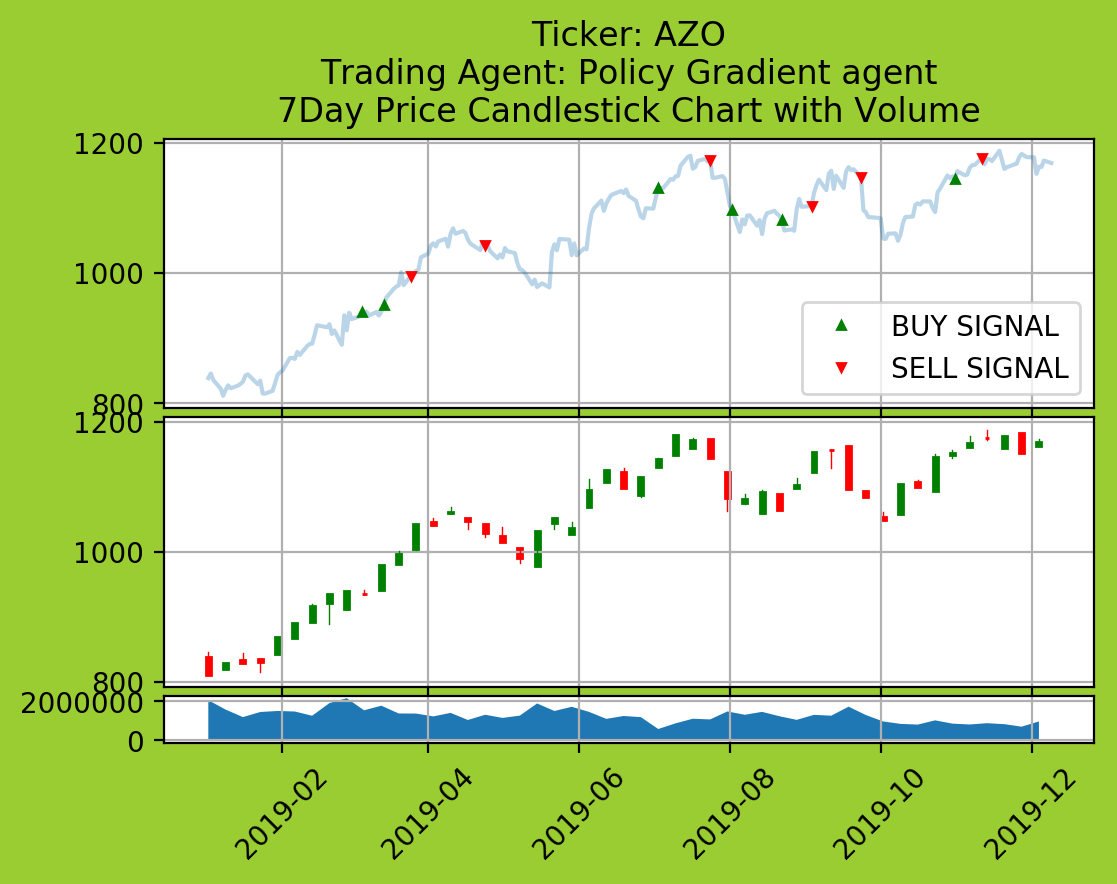 Ticker: AZO
Trading Agent: Policy Gradient agent
7Day Price Candlestick Chart with Volume
1200
1000
800
BUY SIGNAL
SELL SIGNAL
1200
1000
800
2000000
0
2019-02
2019-04
2019-06
2019-08
2019-10
2019-12